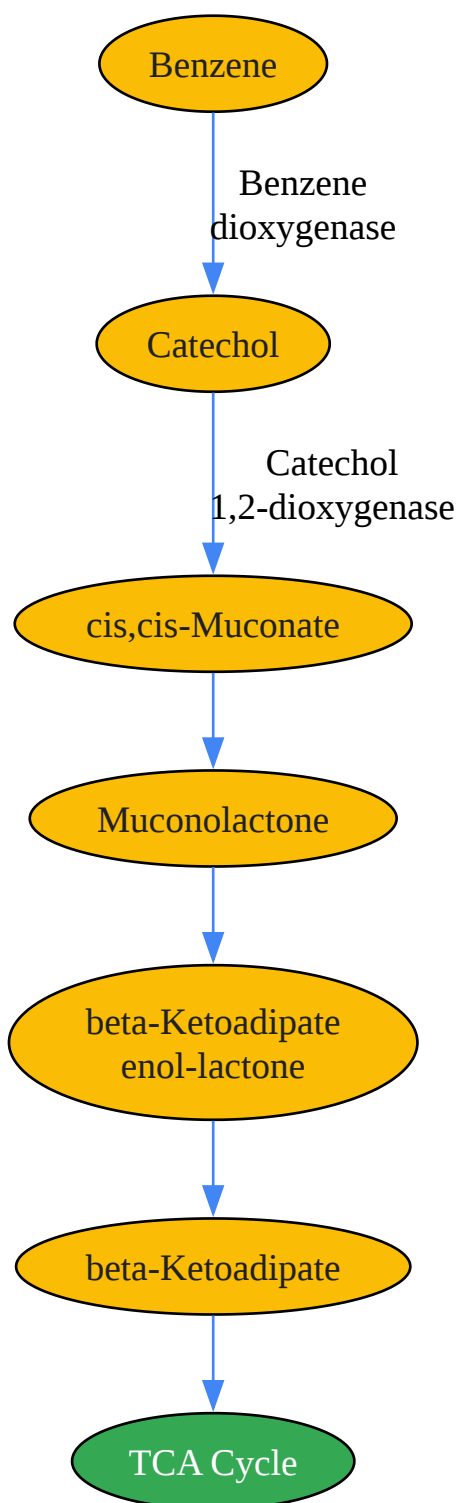 Benzene
Benzene
dioxygenase
Catechol
Catechol
1,2-dioxygenase
cis,cis-Muconate
Muconolactone
beta-Ketoadipate
enol-lactone
beta-Ketoadipate
TCA Cycle